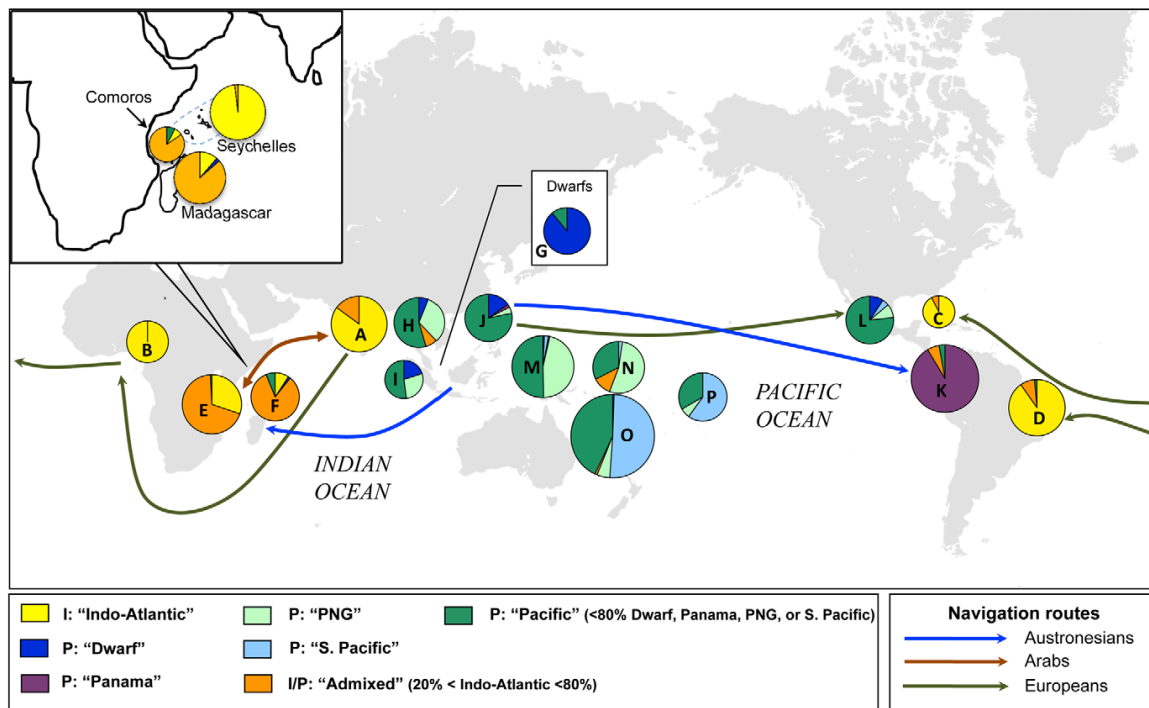 Comoros
Seychelles
Madagascar
Dwarfs
G
A
B
C
D
E
F
H
I
J
K
L
M
N
O
P
INDIAN
OCEAN
PACIFIC
OCEAN
I: “Indo-Atlantic”
P: “Dwarf”
P: “Panama”
P: “PNG”
P: “S. Pacific”
I/P: “Admixed” (20% < Indo-Atlantic <80%)
P: “Pacific” (<80% Dwarf, Panama, PNG, or S. Pacific)
Navigation routes
Austronesians
Arabs
Europeans